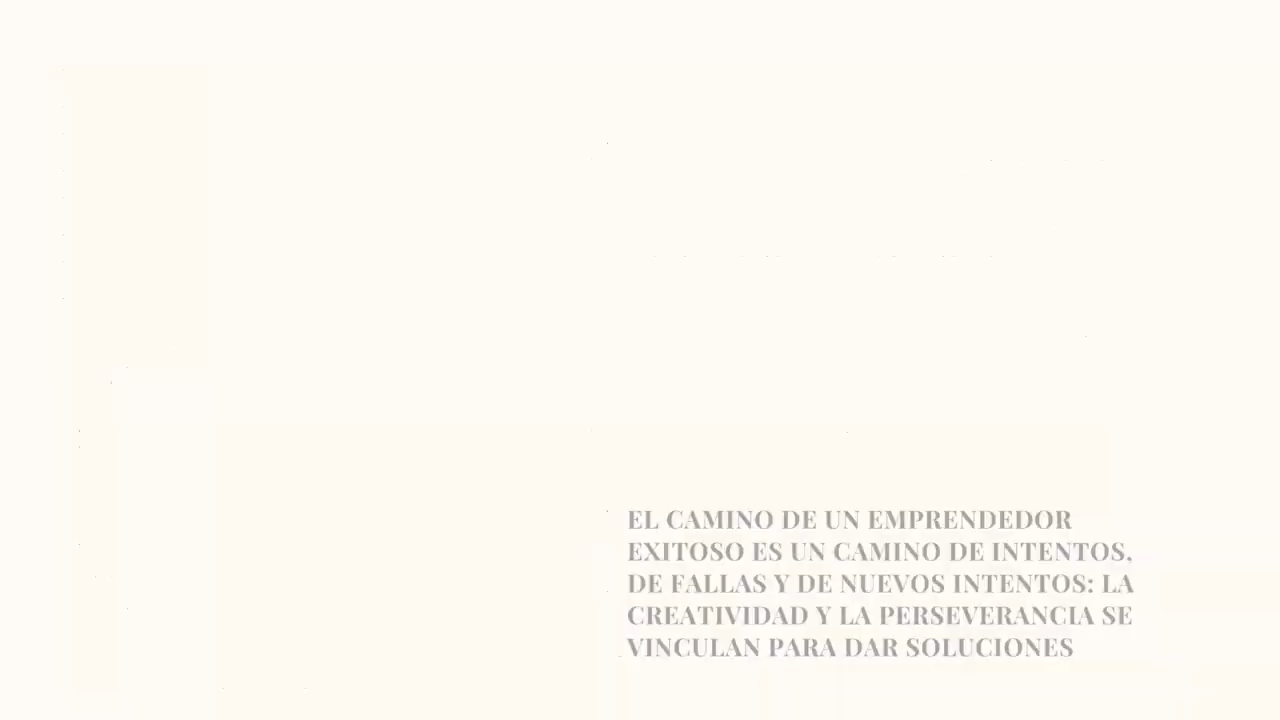 EL CAMINO DE UN EMPRENDEDOR
EXITOSO ES UN CAMINO DE INTENTOS,
DE FALLAS Y DE NUEVOS INTENTOS: LA
CREATIVIDAD Y LA PERSEVERANCIA SE
VINCULAN PARA DAR SOLUCIONES